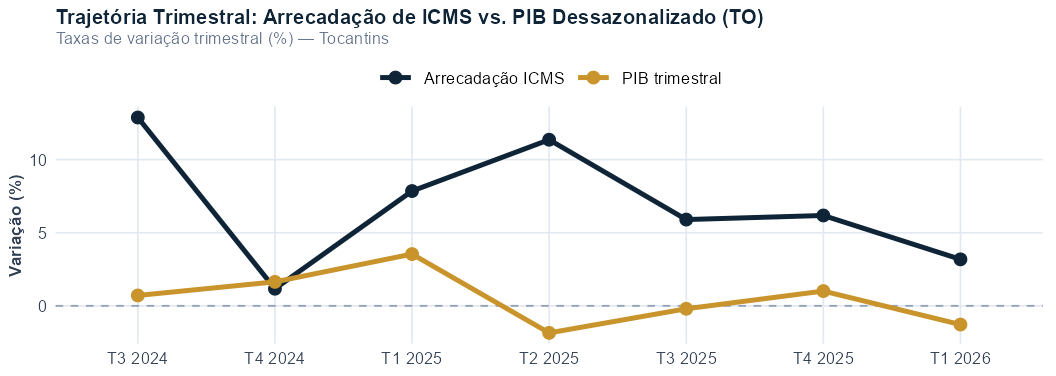 Trajetória Trimestral: Arrecadação de ICMS vs. PIB Dessazonalizado (TO)
Taxas de variação trimestral (%) — Tocantins
Arrecadação ICMS PIB trimestral
Variação (%)
10
5
0
T3 2024 T4 2024 T1 2025 T2 2025 T3 2025 T4 2025 T1 2026